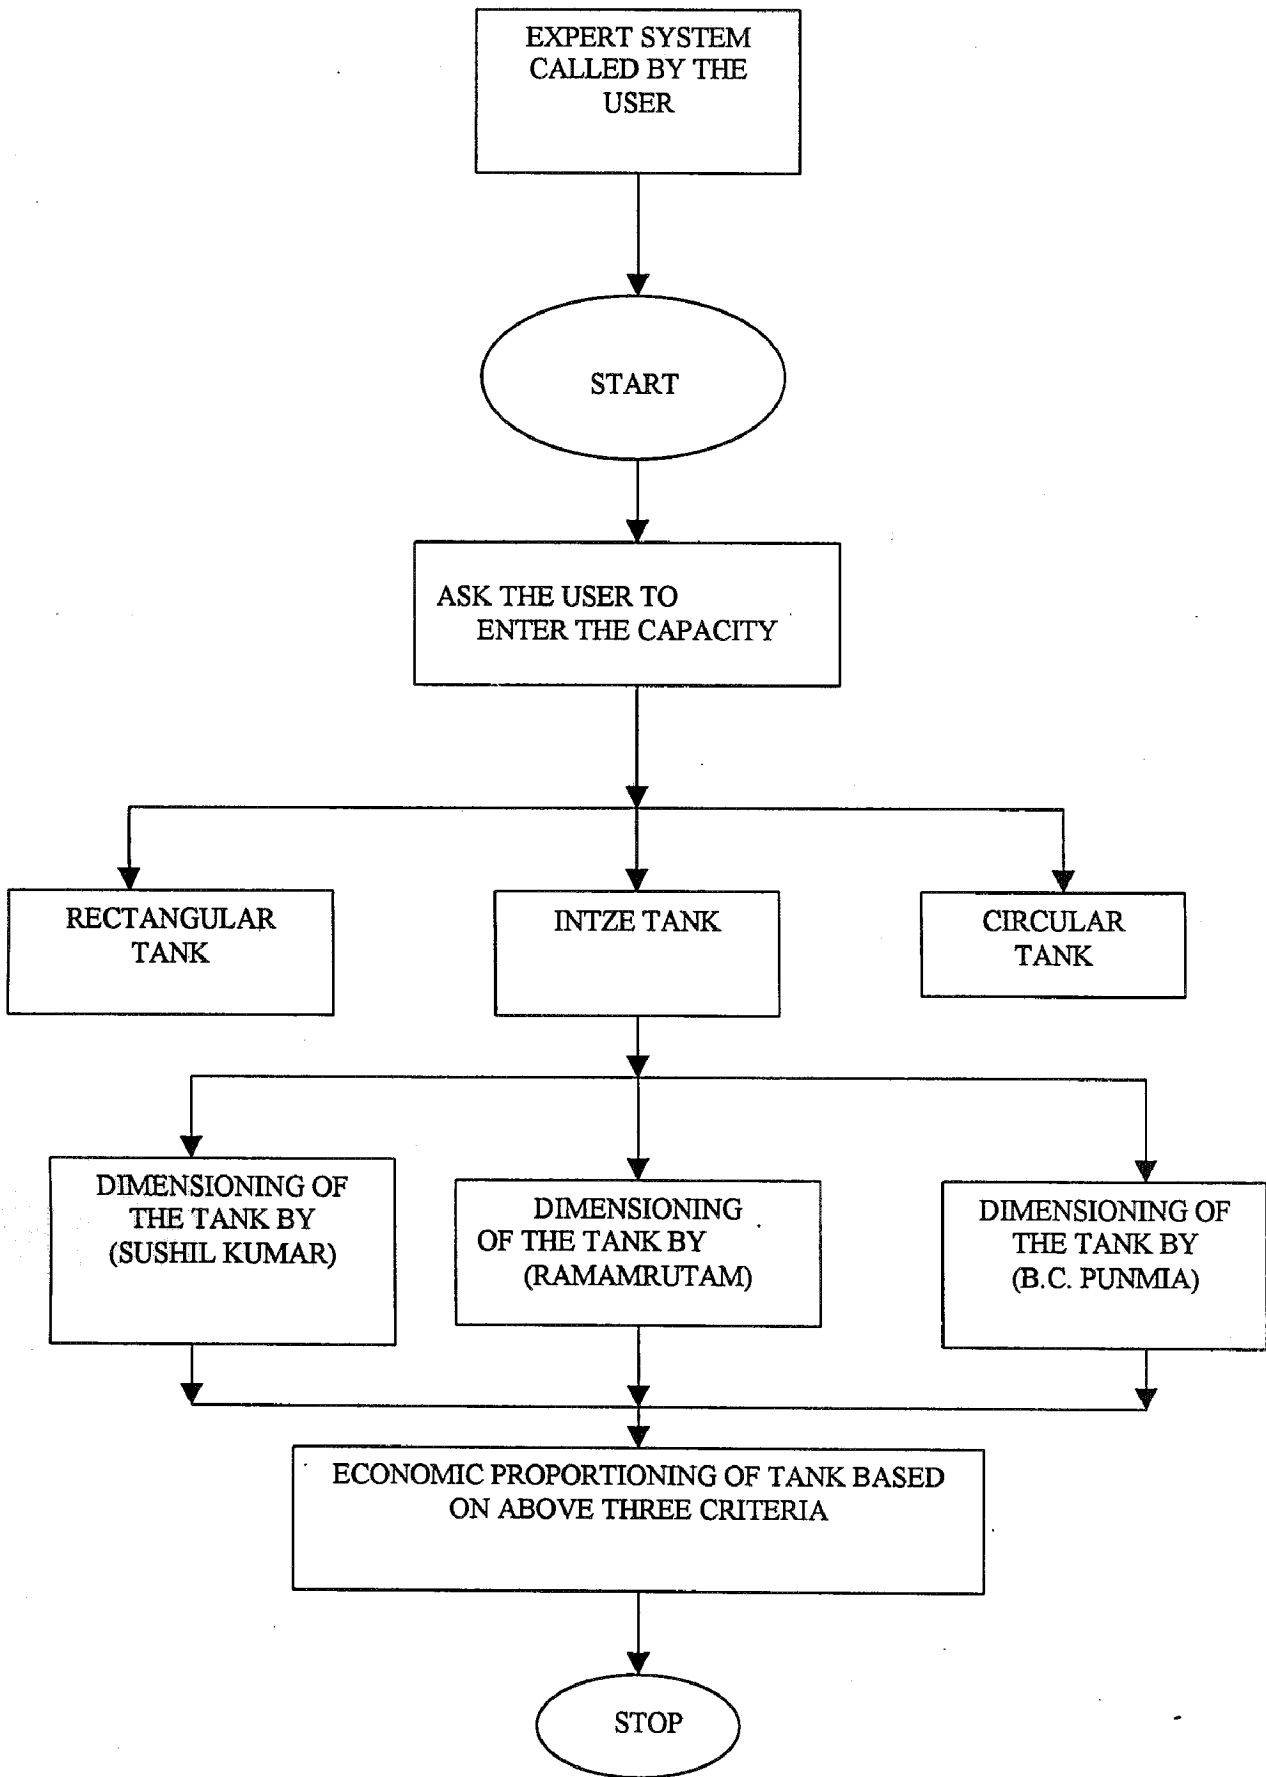 EXPERT SYSTEM
CALLED BY THE
USER
START
ASK THE USER TO
ENTER THE CAPACITY
RECTANGULAR
TANK
INTZE TANK
CIRCULAR
TANK
DIMENSIONING OF
THE TANK BY
(SUSHIL KUMAR)
DIMENSIONING
OF THE TANK BY
(RAMAMRUTAM)
DIMENSIONING OF
THE TANK BY
(B.C. PUNMIA)
ECONOMIC PROPORTIONING OF TANK BASED
ON ABOVE THREE CRITERIA
STOP